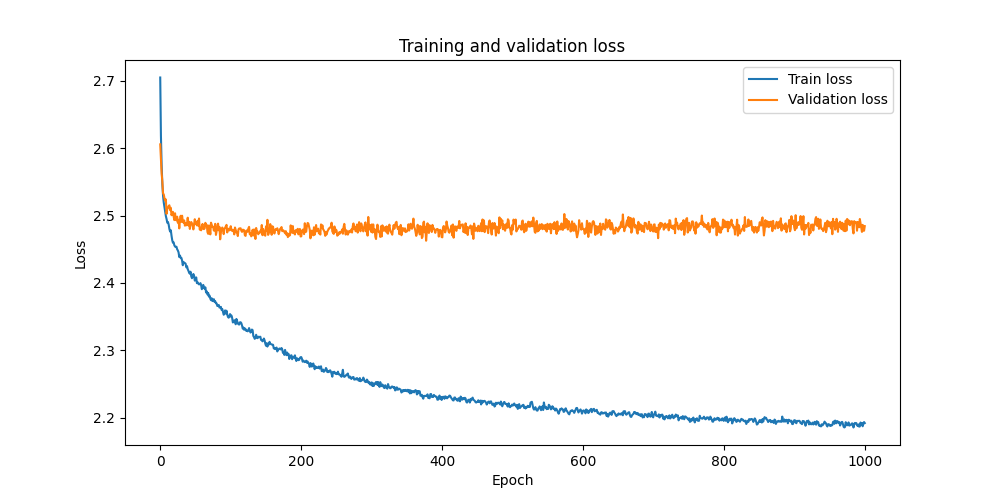 Training and validation loss
Train loss
Validation loss
2.7
2.6
2.5
2.4
2.3
2.2
Loss
0
200
400
600
800
1000
Epoch